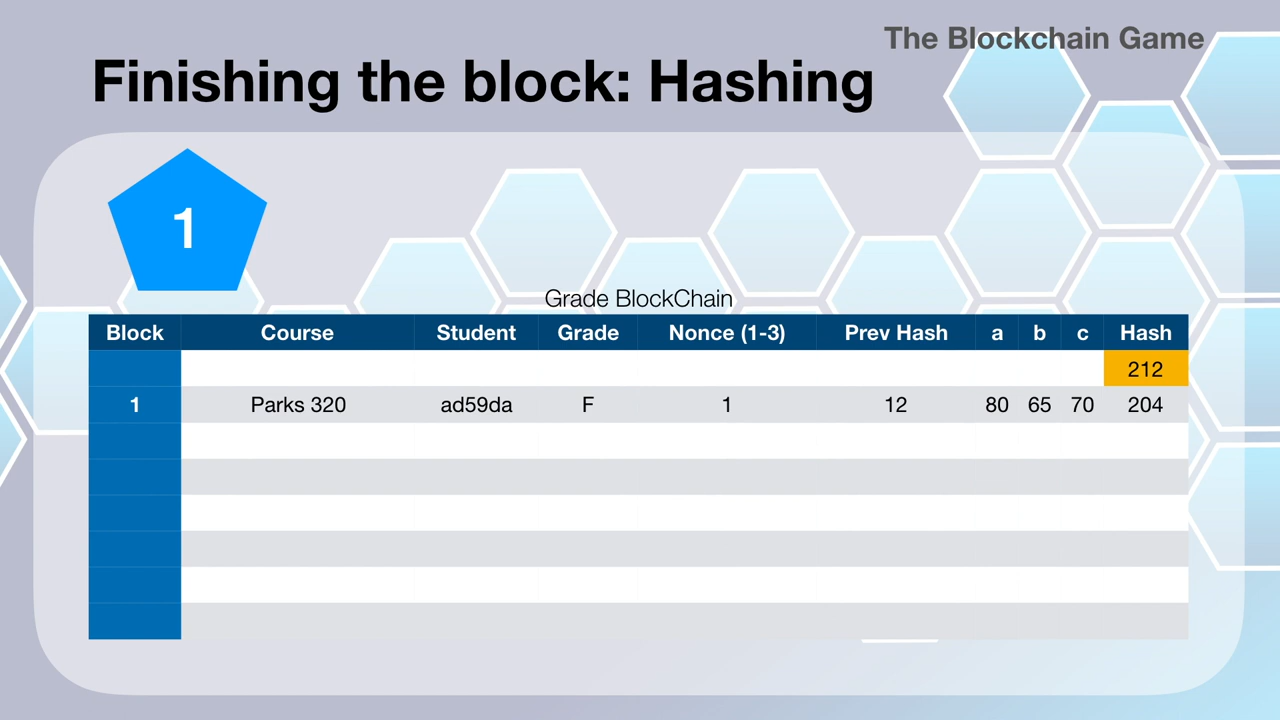 The Blockchain Game
Finishing the block: Hashing
1
Grade BlockChain
Block Course Student Grade Nonce (1-3) Prev Hash a b c Hash
212
1 Parks 320 ad59da F 1 12 80 65 70 204